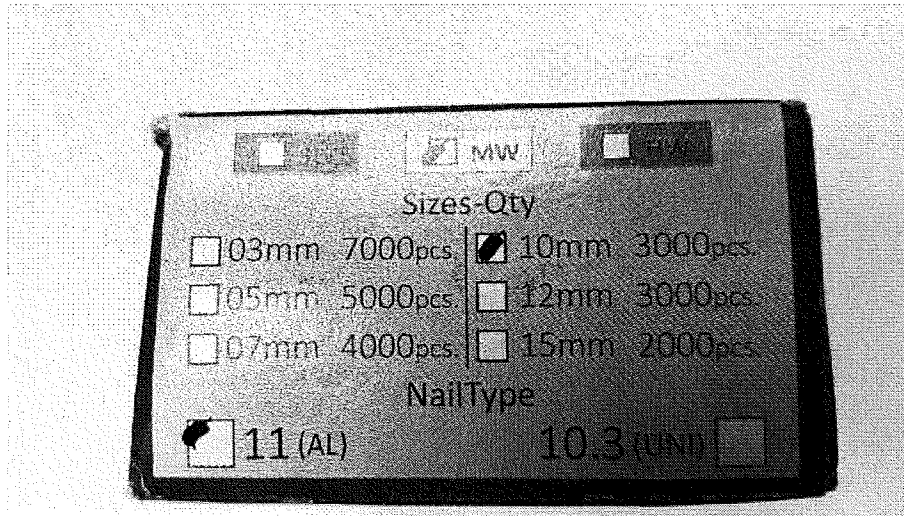 MW
Sizes-Qty
03mm 7000pcs. 10mm 3000pcs.
05mm 5000pcs. 12mm 3000pcs.
07mm 4000pcs. 15mm 2000pcs.
NailType
11 (AL) 10.3 (UNI)